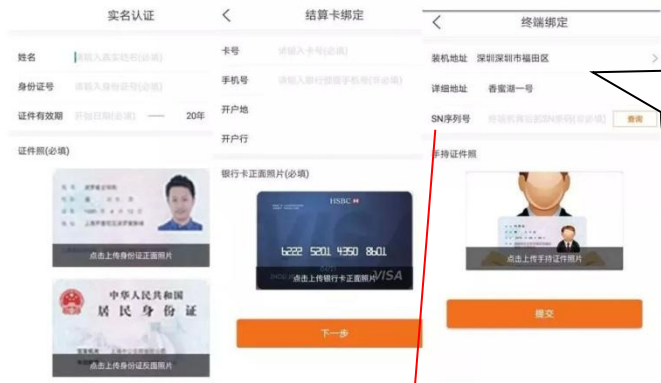 实名认证
姓名 请输入真实姓名(必填)
身份证号 请输入身份证号(必填)
证件有效期 开始日期(必填) —— 20年
证件照(必填)
点击上传身份证正面照片
中华人民共和国
居民身份证
点击上传身份证反面照片
结算卡绑定
卡号 请输入卡号(必填)
手机号 请输入银行预留手机号(非必填)
开户地
开户行
银行卡正面照片(必填)
HSBC
6222 5201 4350 8601
点击上传银行卡正面照片
VISA
下一步
终端绑定
装机地址 深圳深圳市福田区
详细地址 香蜜湖一号
SN序列号 查询
手持证件照
点击上传手持证件照片
提交